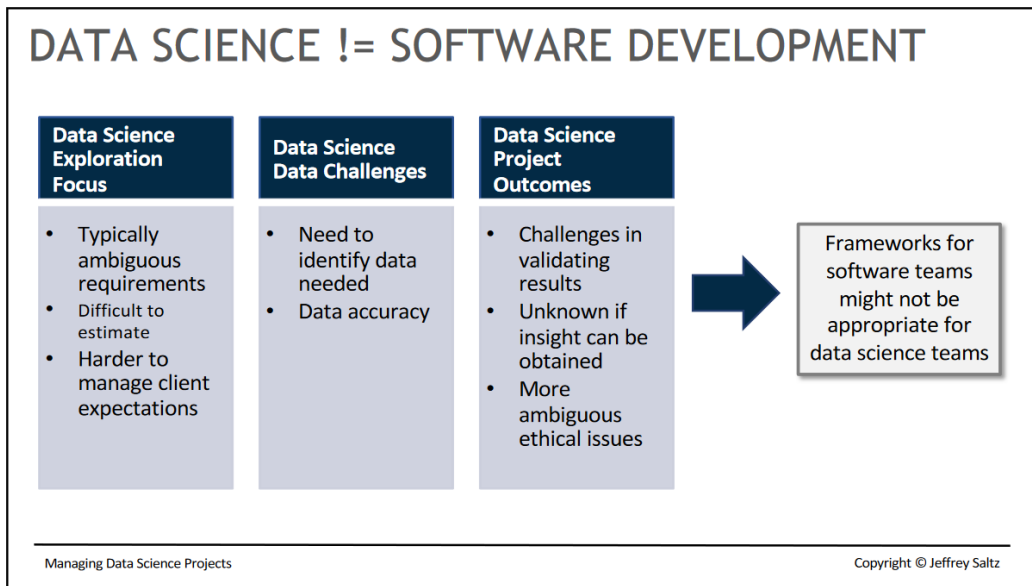 DATA SCIENCE != SOFTWARE DEVELOPMENT
Data Science
Exploration
Focus
• Typically
ambiguous
requirements
• Difficult to
estimate
• Harder to
manage client
expectations
Data Science
Data Challenges
• Need to
identify data
needed
• Data accuracy
Data Science
Project
Outcomes
• Challenges in
validating
results
• Unknown if
insight can be
obtained
• More
ambiguous
ethical issues
Frameworks for
software teams
might not be
appropriate for
data science teams
Managing Data Science Projects
Copyright © Jeffrey Saltz